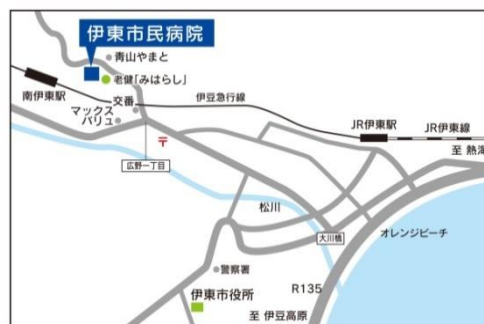 伊東市民病院
青山やまと
老健「みはらし」
南伊東駅
交番
マックス
バリュ
伊豆急行線
JR伊東駅
JR伊東線
至 熱海
〒
広野一丁目
松川
大川橋
オレンジビーチ
警察署
伊東市役所
R135
至 伊豆高原